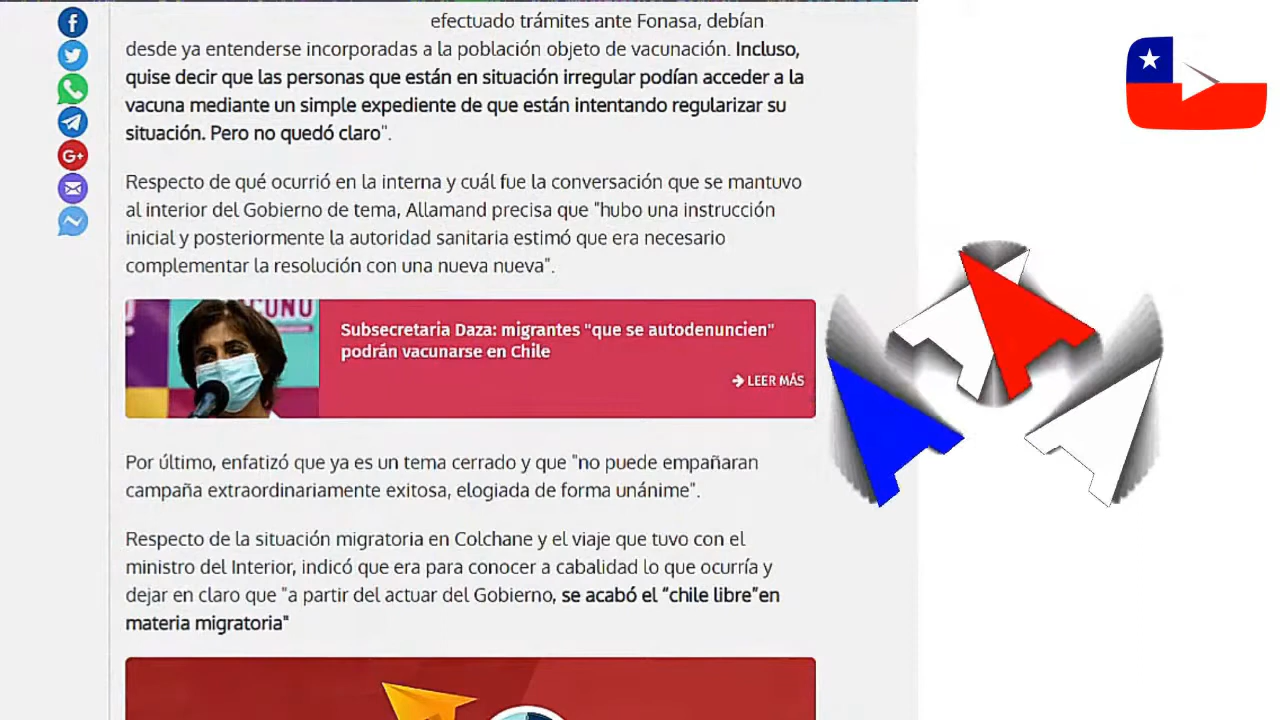 efectuado trámites ante Fonasa, debían
desde ya entenderse incorporadas a la población objeto de vacunación. Incluso,
quise decir que las personas que están en situación irregular podían acceder a la
vacuna mediante un simple expediente de que están intentando regularizar su
situación. Pero no quedó claro".
Respecto de qué ocurrió en la interna y cuál fue la conversación que se mantuvo
al interior del Gobierno de tema, Allamand precisa que "hubo una instrucción
inicial y posteriormente la autoridad sanitaria estimó que era necesario
complementar la resolución con una nueva nueva".
Subsecretaria Daza: migrantes "que se autodenuncien"
podrán vacunarse en Chile
LEER MÁS
Por último, enfatizó que ya es un tema cerrado y que "no puede empañaran
campaña extraordinariamente exitosa, elogiada de forma unánime".
Respecto de la situación migratoria en Colchane y el viaje que tuvo con el
ministro del Interior, indicó que era para conocer a cabalidad lo que ocurría y
dejar en claro que "a partir del actuar del Gobierno, se acabó el “chile libre”en
materia migratoria"